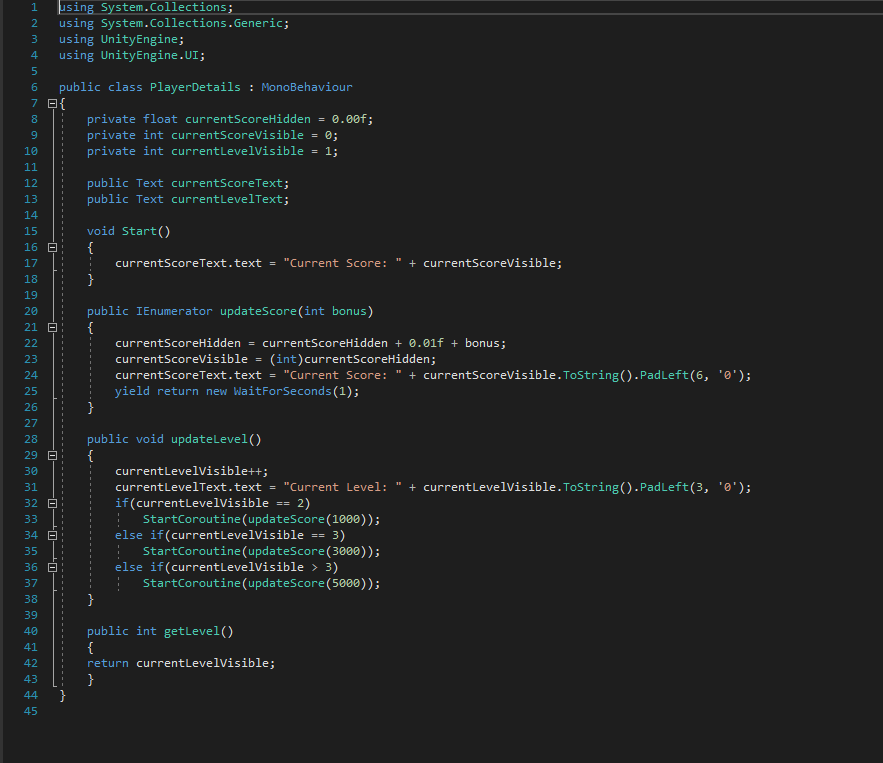 1 using System.Collections;
2 using System.Collections.Generic;
3 using UnityEngine;
4 using UnityEngine.UI;
5
6 public class PlayerDetails : MonoBehaviour
7 {
8     private float currentScoreHidden = 0.00f;
9     private int currentScoreVisible = 0;
10     private int currentLevelVisible = 1;
11
12     public Text currentScoreText;
13     public Text currentLevelText;
14
15     void Start()
16     {
17         currentScoreText.text = "Current Score: " + currentScoreVisible;
18     }
19
20     public IEnumerator updateScore(int bonus)
21     {
22         currentScoreHidden = currentScoreHidden + 0.01f + bonus;
23         currentScoreVisible = (int)currentScoreHidden;
24         currentScoreText.text = "Current Score: " + currentScoreVisible.ToString().PadLeft(6, '0');
25         yield return new WaitForSeconds(1);
26     }
27
28     public void updateLevel()
29     {
30         currentLevelVisible++;
31         currentLevelText.text = "Current Level: " + currentLevelVisible.ToString().PadLeft(3, '0');
32         if(currentLevelVisible == 2)
33             StartCoroutine(updateScore(1000));
34         else if(currentLevelVisible == 3)
35             StartCoroutine(updateScore(3000));
36         else if(currentLevelVisible > 3)
37             StartCoroutine(updateScore(5000));
38     }
39
40     public int getLevel()
41     {
42     return currentLevelVisible;
43     }
44 }
45